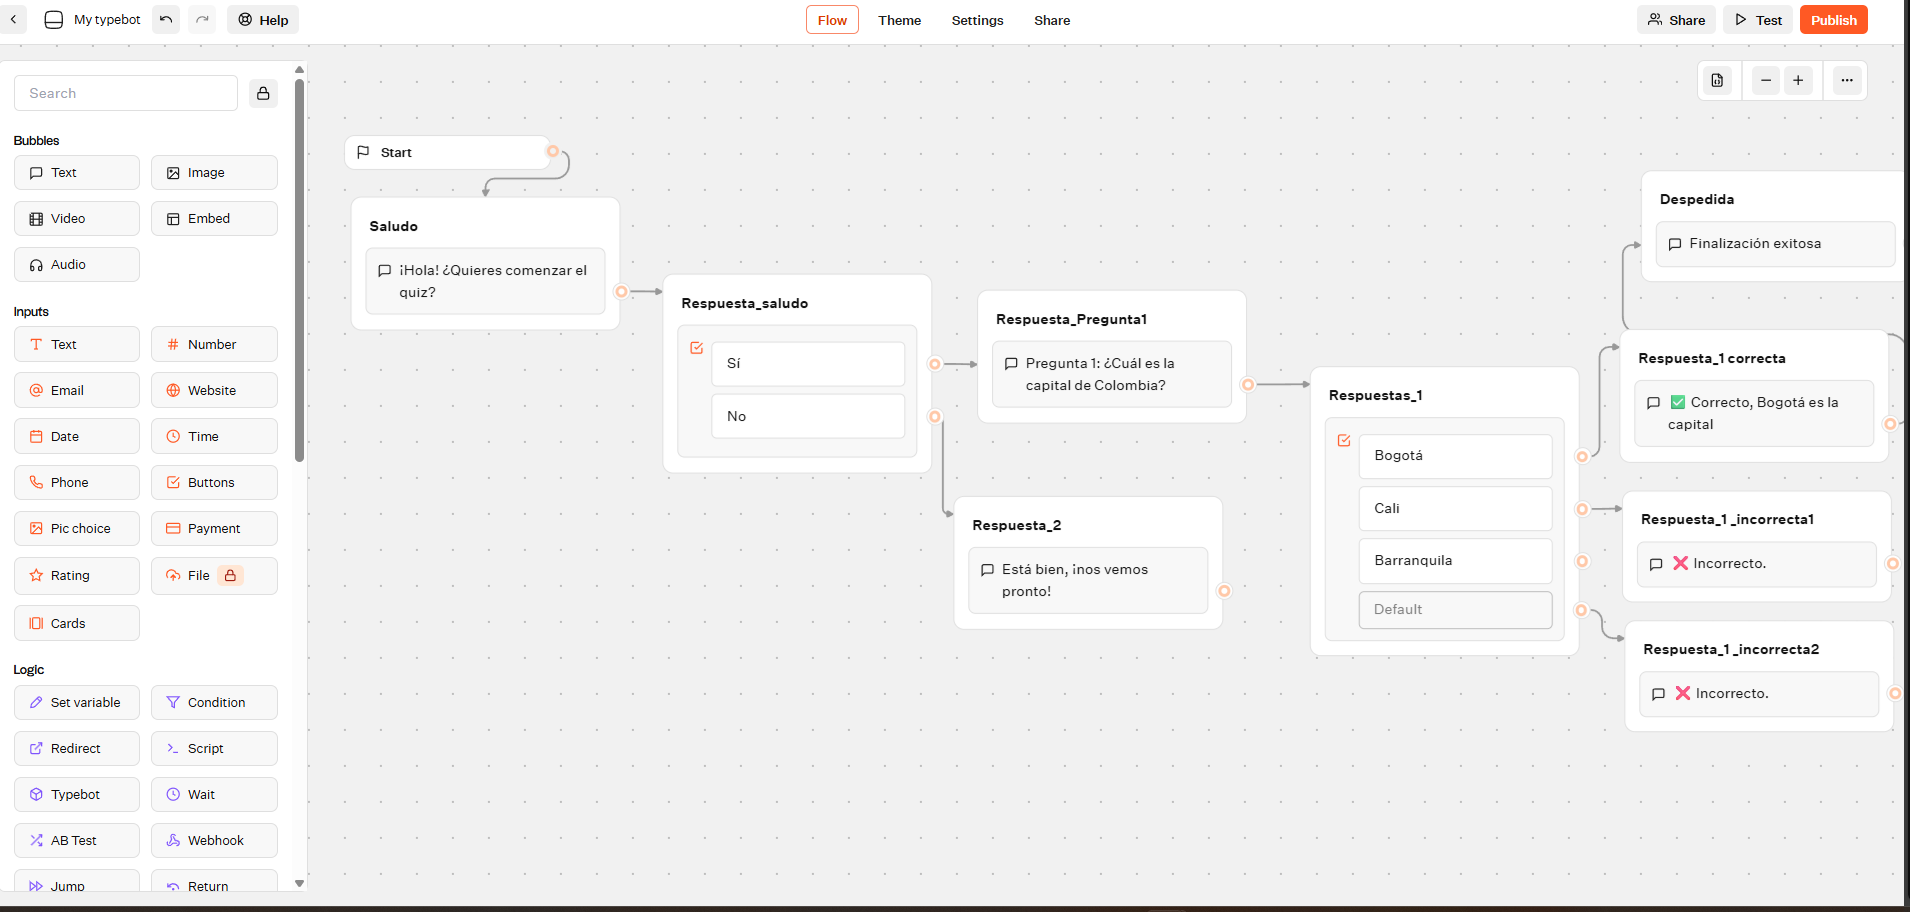 My typebot
Help
Flow
Theme
Settings
Share
Share
Test
Publish
Search
Bubbles
Text
Image
Video
Embed
Audio
Inputs
Text
Number
Email
Website
Date
Time
Phone
Buttons
Pic choice
Payment
Rating
File
Cards
Logic
Set variable
Condition
Redirect
Script
Typebot
Wait
AB Test
Webhook
Jump
Return
Start
Saludo
¡Hola! ¿Quieres comenzar el
quiz?
Respuesta_saludo
Sí
No
Respuesta_Pregunta1
Pregunta 1: ¿Cuál es la
capital de Colombia?
Respuesta_2
Está bien, ¡nos vemos
pronto!
Respuestas_1
Bogotá
Cali
Barranquila
Default
Despedida
Finalización exitosa
Respuesta_1 correcta
✅ Correcto, Bogotá es la
capital
Respuesta_1_incorrecta1
❌ Incorrecto.
Respuesta_1_incorrecta2
❌ Incorrecto.